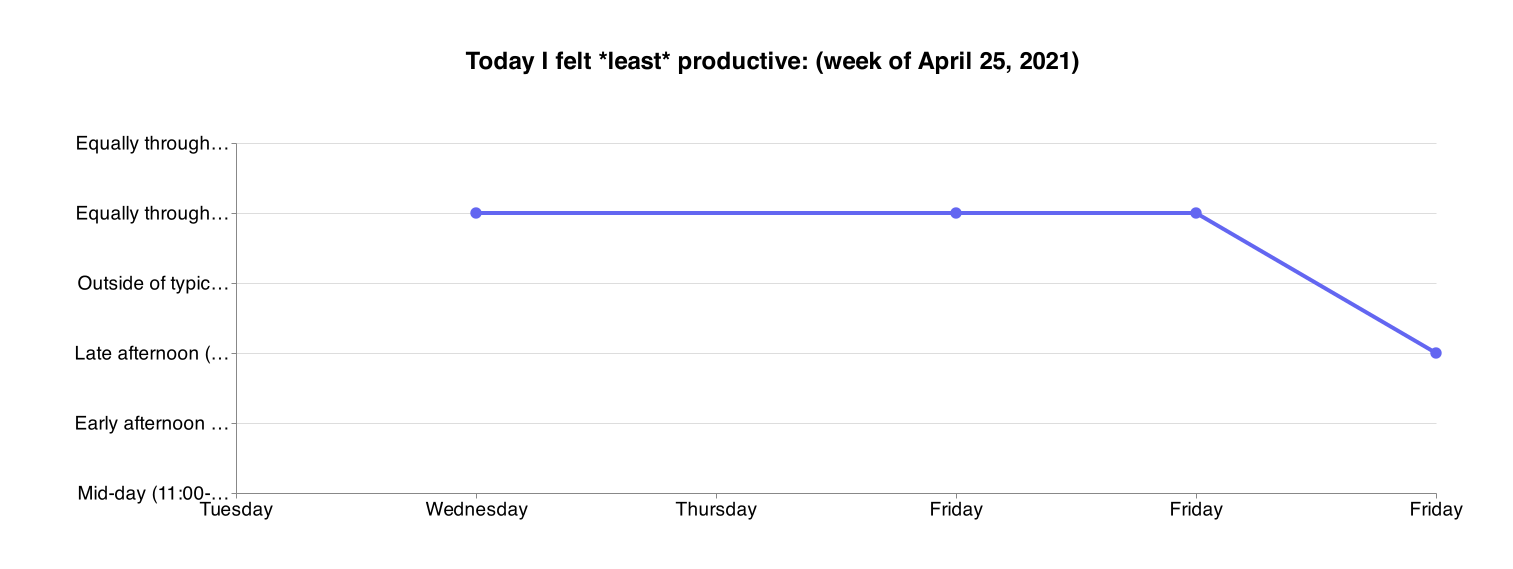 Today I felt *least* productive: (week of April 25, 2021)
Equally through…
Equally through…
Outside of typic…
Late afternoon (…
Early afternoon …
Mid-day (11:00-…
Tuesday Wednesday Thursday Friday Friday Friday